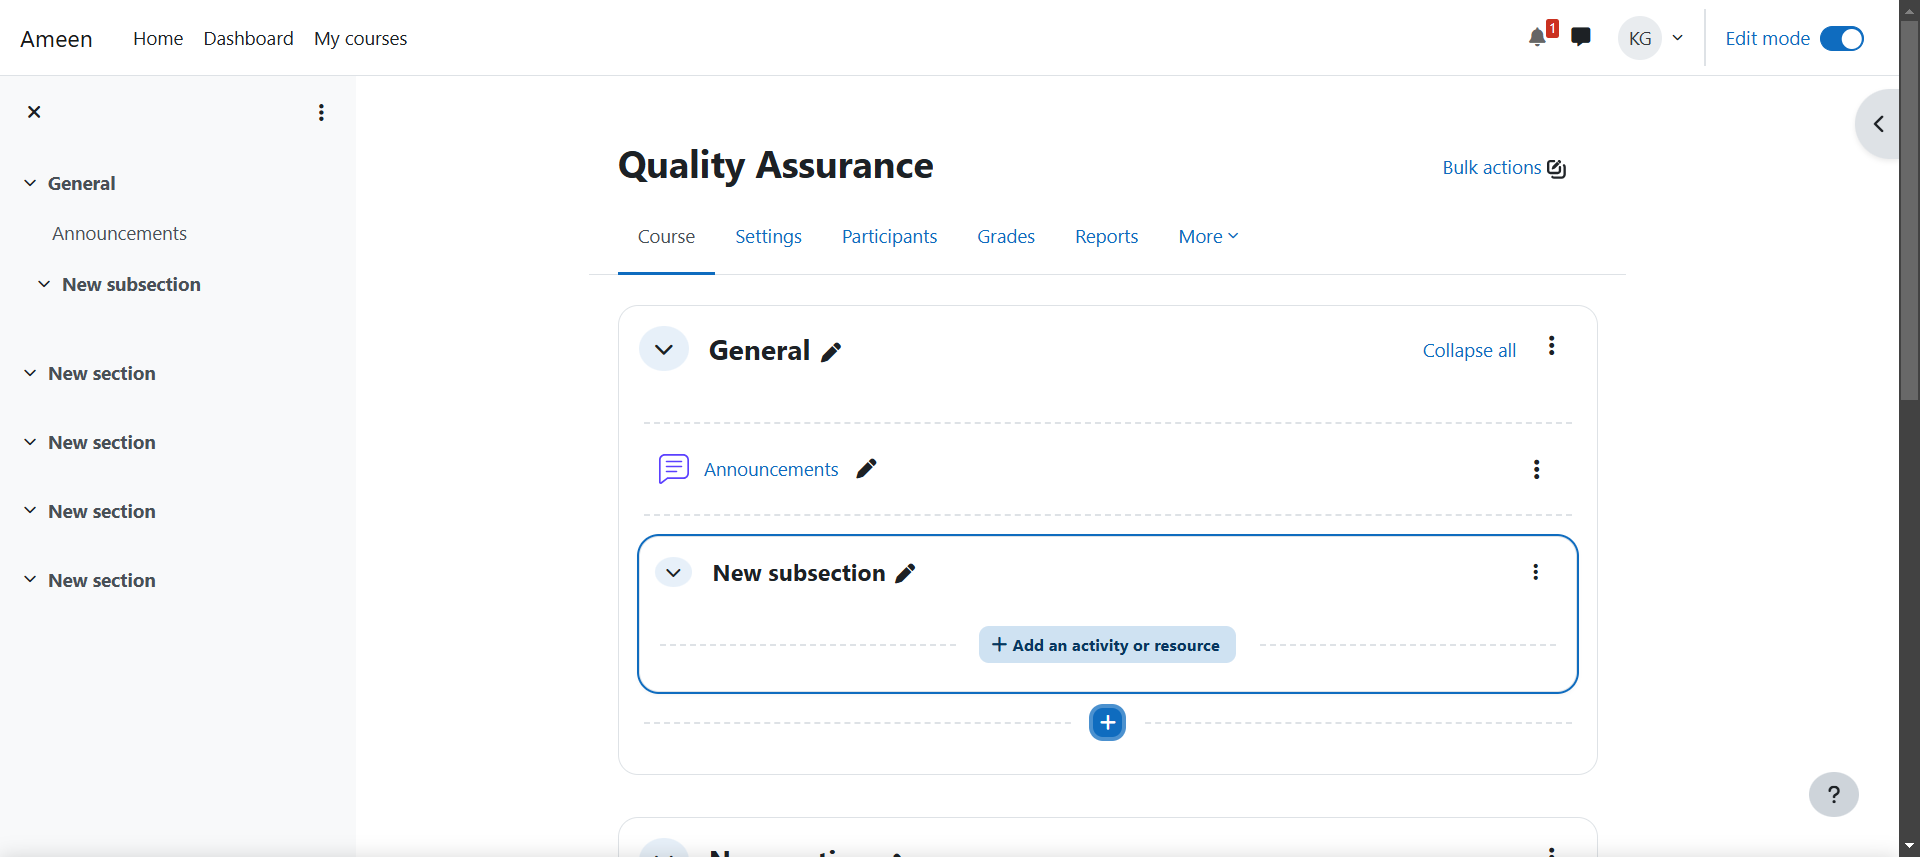 Ameen Home Dashboard My courses 1 KG Edit mode
General
Announcements
New subsection
New section
New section
New section
New section
Quality Assurance Bulk actions
Course Settings Participants Grades Reports More
General Collapse all
Announcements
New subsection
+ Add an activity or resource
+
?